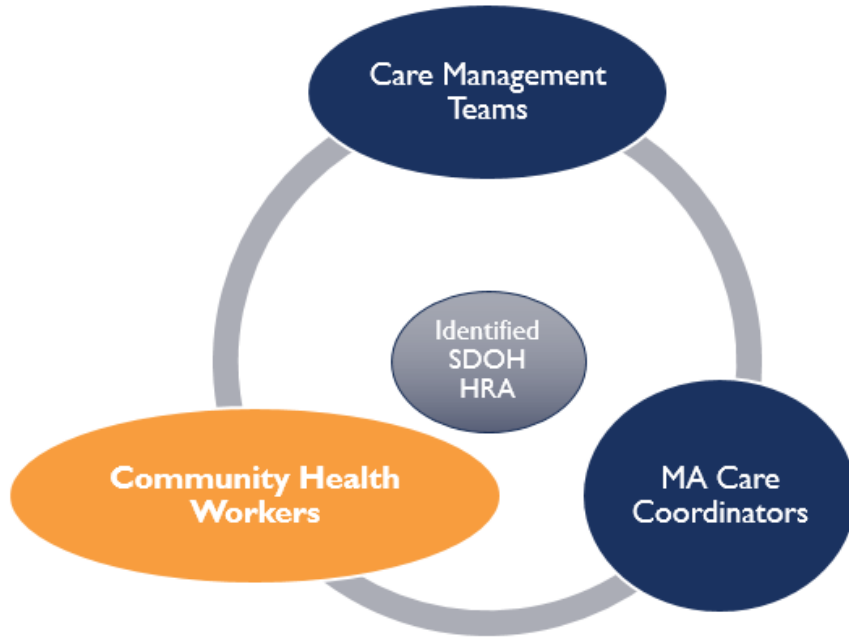 Care Management
Teams
Identified
SDOH
HRA
Community Health
Workers
MA Care
Coordinators